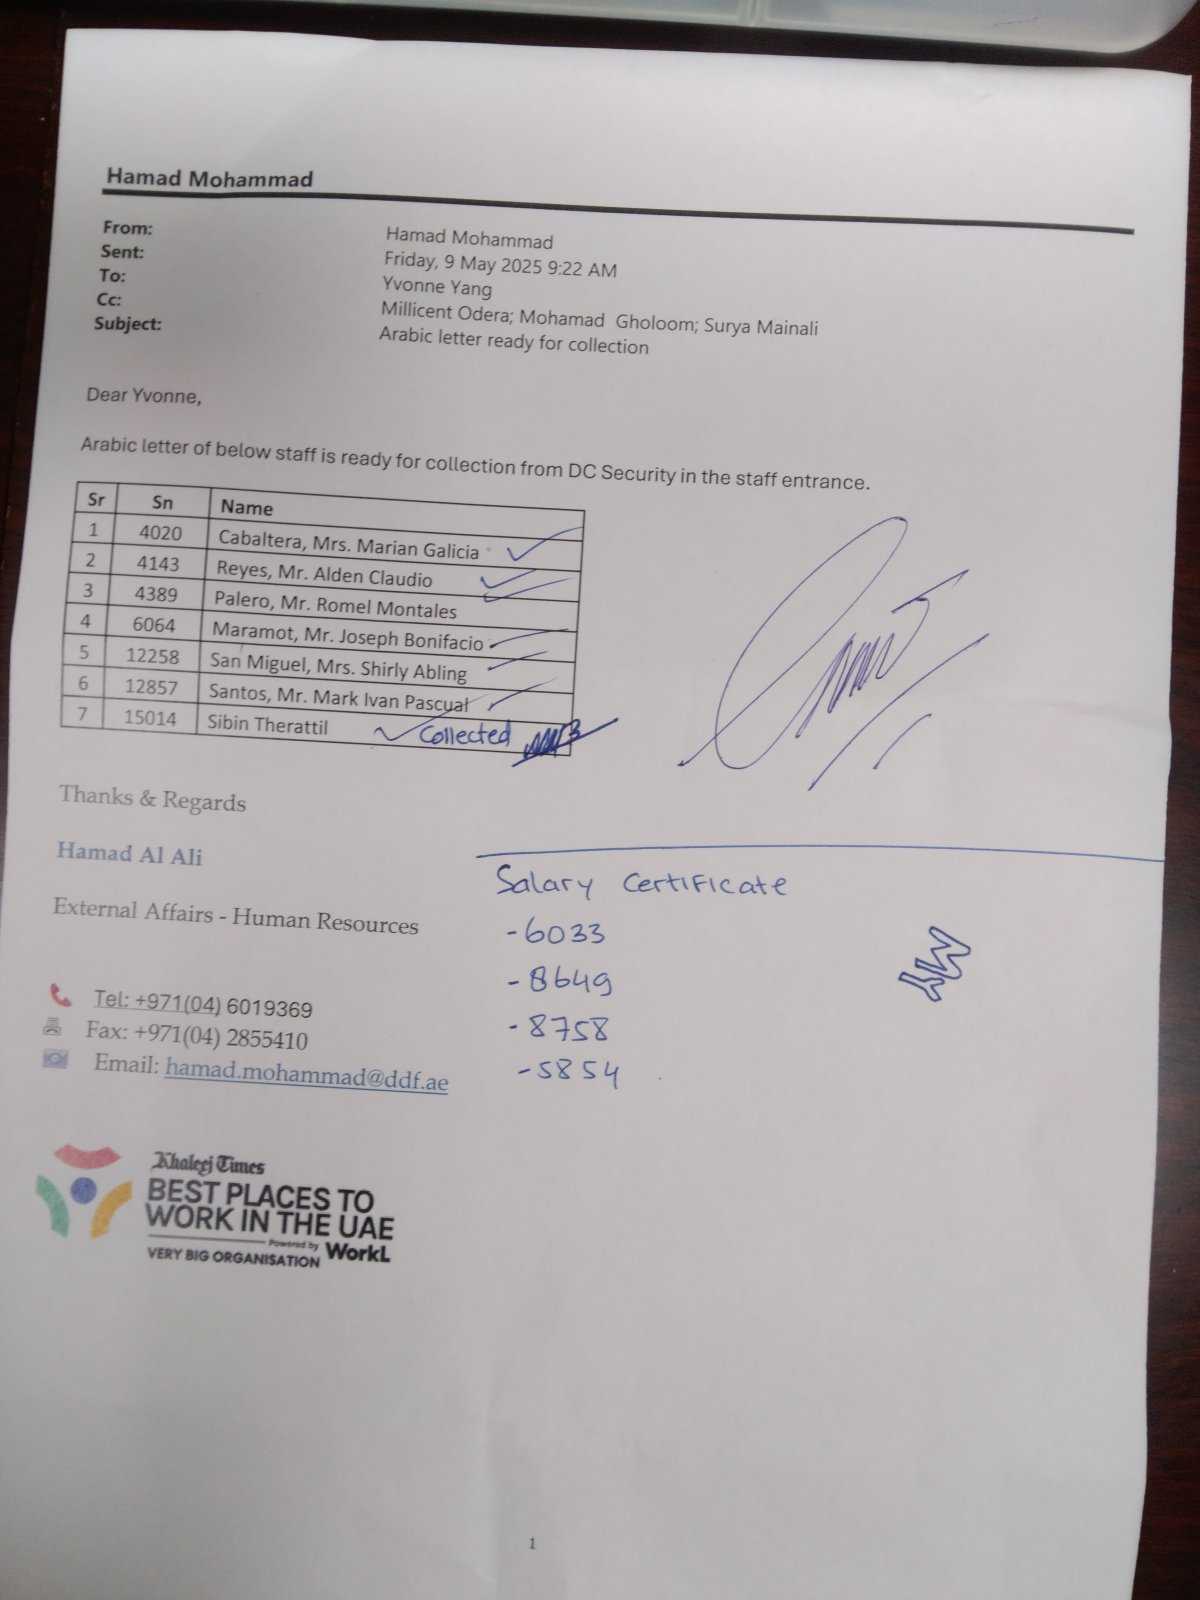 Hamad Mohammad
From: Hamad Mohammad
Sent: Friday, 9 May 2025 9:22 AM
To: Yvonne Yang
Cc: Millicent Odera; Mohamad Gholoom; Surya Mainali
Subject: Arabic letter ready for collection
Dear Yvonne,
Arabic letter of below staff is ready for collection from DC Security in the staff entrance.
Sr Sn Name
1 4020 Cabaltera, Mrs. Marian Galicia
2 4143 Reyes, Mr. Alden Claudio
3 4389 Palero, Mr. Romel Montales
4 6064 Maramot, Mr. Joseph Bonifacio
5 12258 San Miguel, Mrs. Shirly Abling
6 12857 Santos, Mr. Mark Ivan Pascual
7 15014 Sibin Therattil Collected
Thanks & Regards
Hamad Al Ali
External Affairs - Human Resources
Tel: +971(04) 6019369
Fax: +971(04) 2855410
Email: hamad.mohammad@ddf.ae
Salary Certificate
-6033
-8649
-8758
-5854
Khaleej Times
BEST PLACES TO
WORK IN THE UAE
Powered by WorkL
VERY BIG ORGANISATION
1